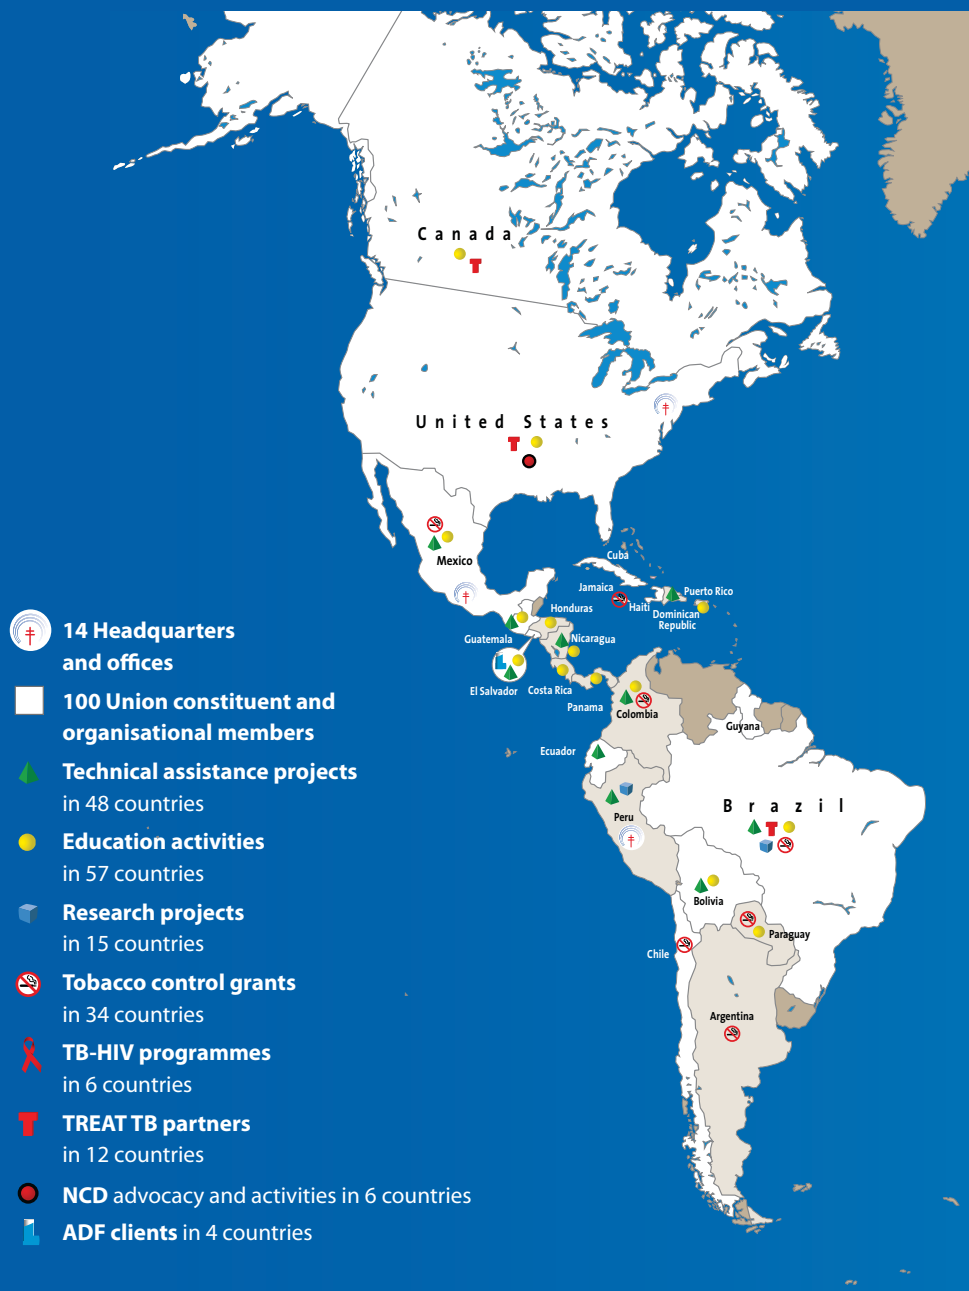 Canada
United States
Mexico
Cuba
Jamaica
Haiti
Puerto Rico
Dominican
Republic
Honduras
Guatemala
Nicaragua
El Salvador
Costa Rica
Panama
Colombia
Guyana
Ecuador
Peru
Brazil
Bolivia
Paraguay
Chile
Argentina
14 Headquarters
and offices
100 Union constituent and
organisational members
Technical assistance projects
in 48 countries
Education activities
in 57 countries
Research projects
in 15 countries
Tobacco control grants
in 34 countries
TB-HIV programmes
in 6 countries
TREAT TB partners
in 12 countries
NCD advocacy and activities in 6 countries
ADF clients in 4 countries